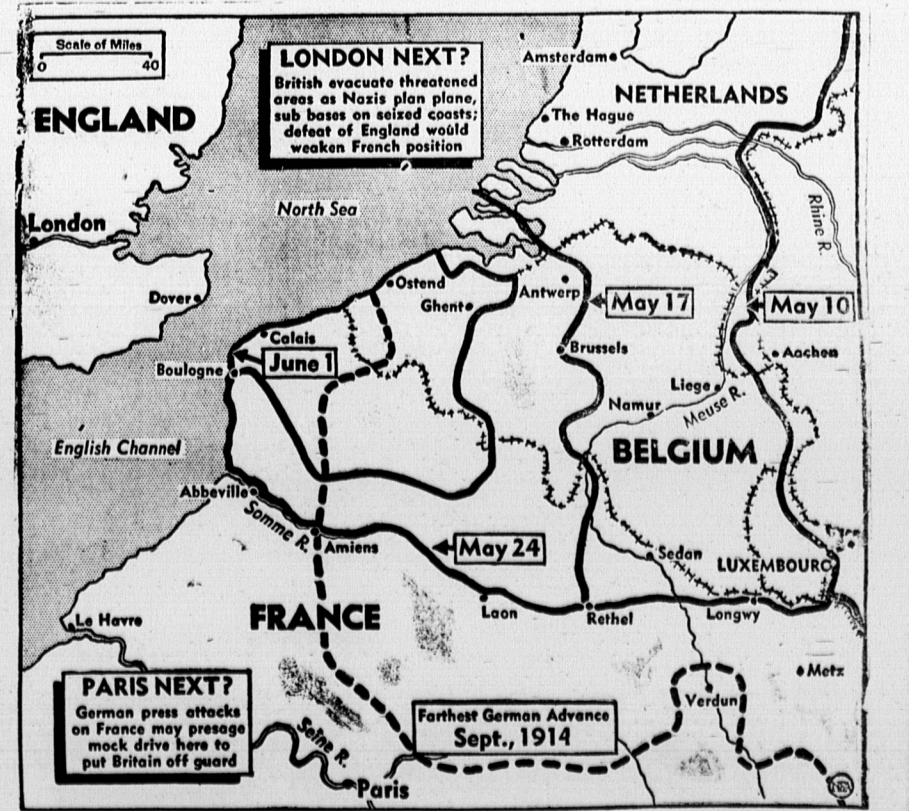 Scale of Miles
0 40
ENGLAND
LONDON NEXT?
British evacuate threatened
areas as Nazis plan plane,
sub bases on seized coasts;
defeat of England would
weaken French position
Amsterdam
NETHERLANDS
The Hague
Rotterdam
Rhine R.
North Sea
London
Dover
Ostend
Ghent
Antwerp
May 17
May 10
Calais
June 1
Boulogne
Brussels
Aachen
Liege
Namur
Meuse R.
English Channel
BELGIUM
Abbeville
Somme R.
Amiens
May 24
Sedan
LUXEMBOURG
Laon
Rethel
Longwy
FRANCE
Le Havre
Metz
PARIS NEXT?
German press attacks
on France may presage
mock drive here to
put Britain off guard
Verdun
Farthest German Advance
Sept., 1914
Seine R.
Paris
NEA